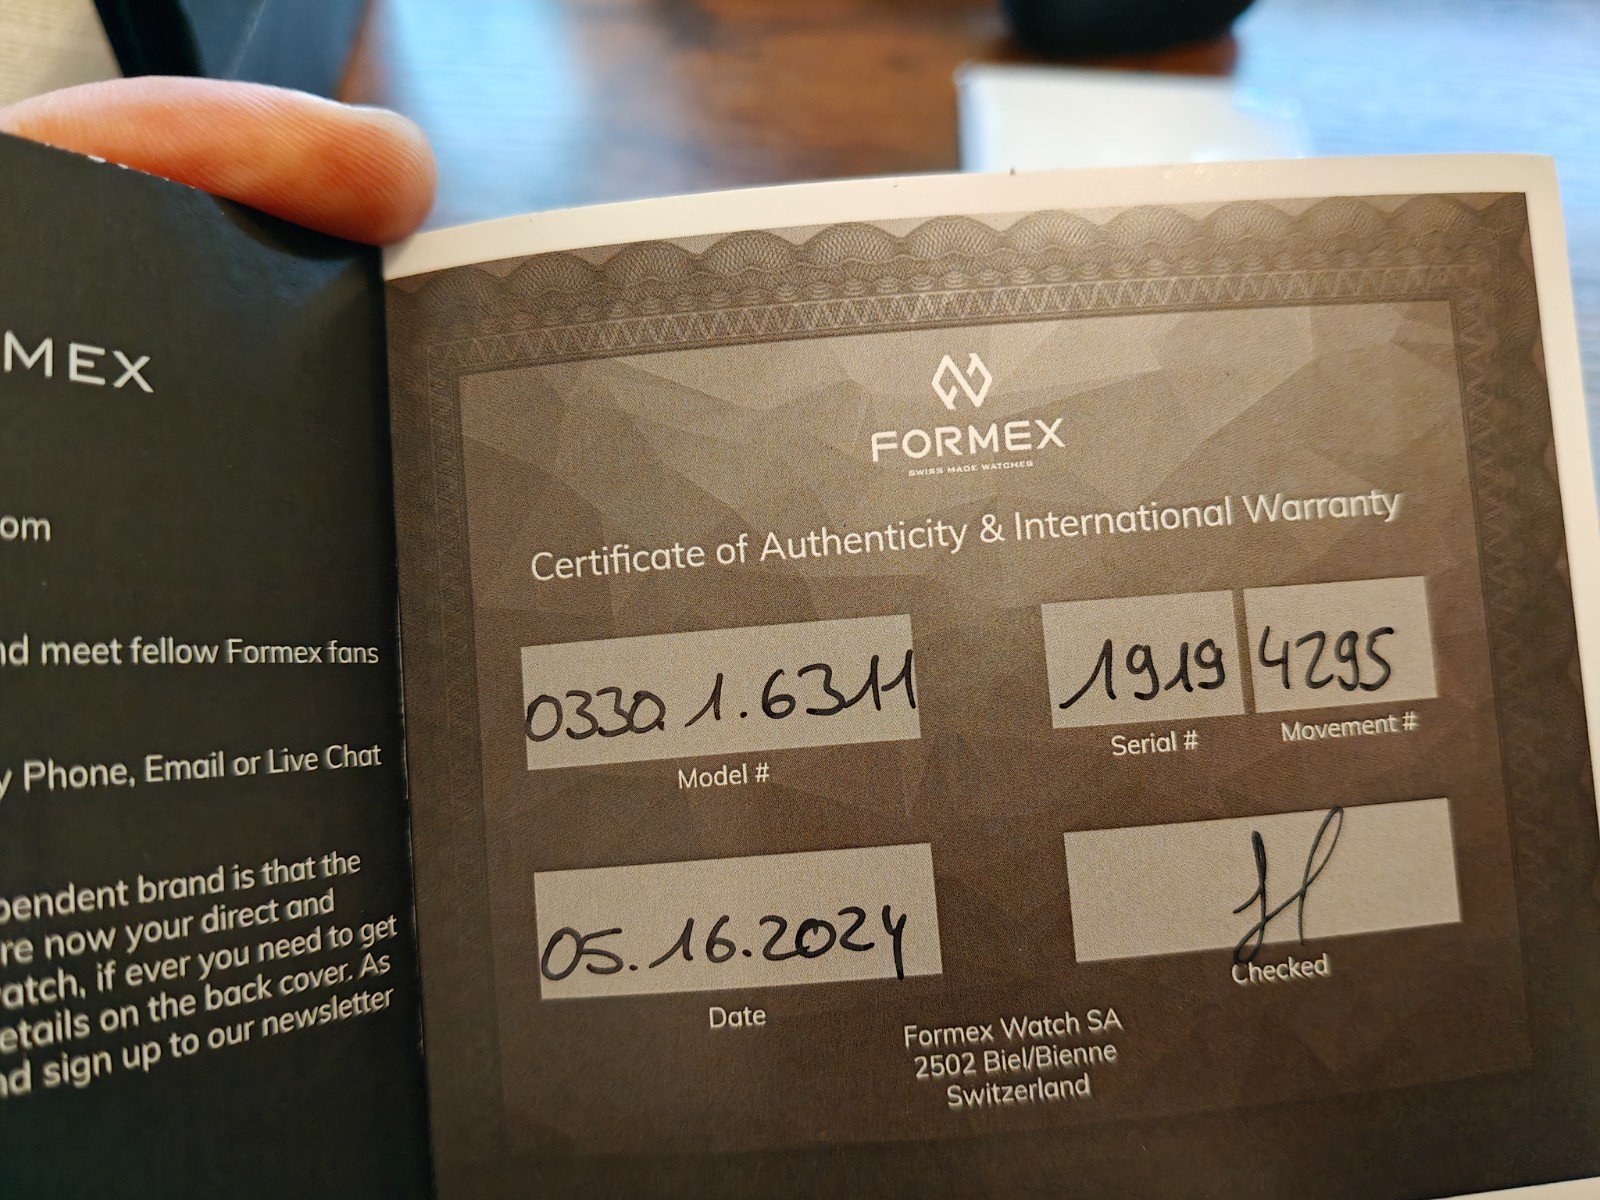 MEX
om
nd meet fellow Formex fans
y Phone, Email or Live Chat
pendent brand is that the
re now your direct and
atch, if ever you need to get
etails on the back cover. As
nd sign up to our newsletter
FORMEX
SWISS MADE WATCHES
Certificate of Authenticity & International Warranty
0330.1.6311
Model #
1919
Serial #
4295
Movement #
05.16.2024
Date
Checked
Formex Watch SA
2502 Biel/Bienne
Switzerland